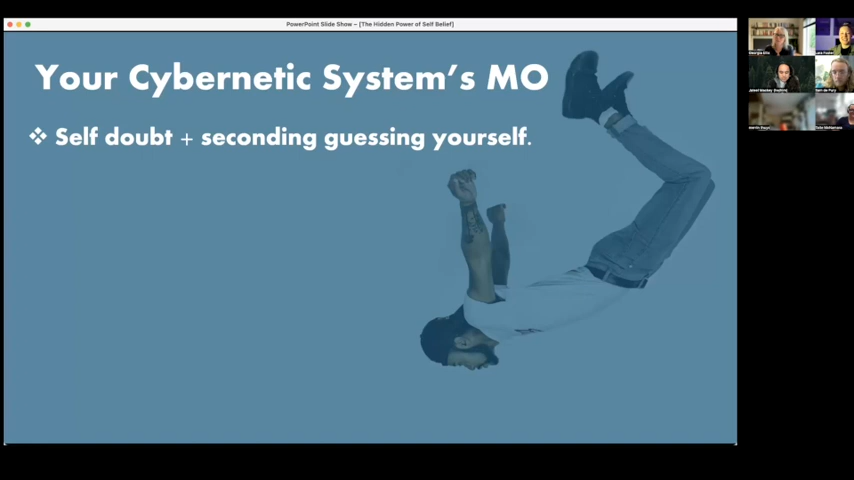 PowerPoint Slide Show - [The Hidden Power of Self Belief]
Your Cybernetic System's MO
❖ Self doubt + seconding guessing yourself.